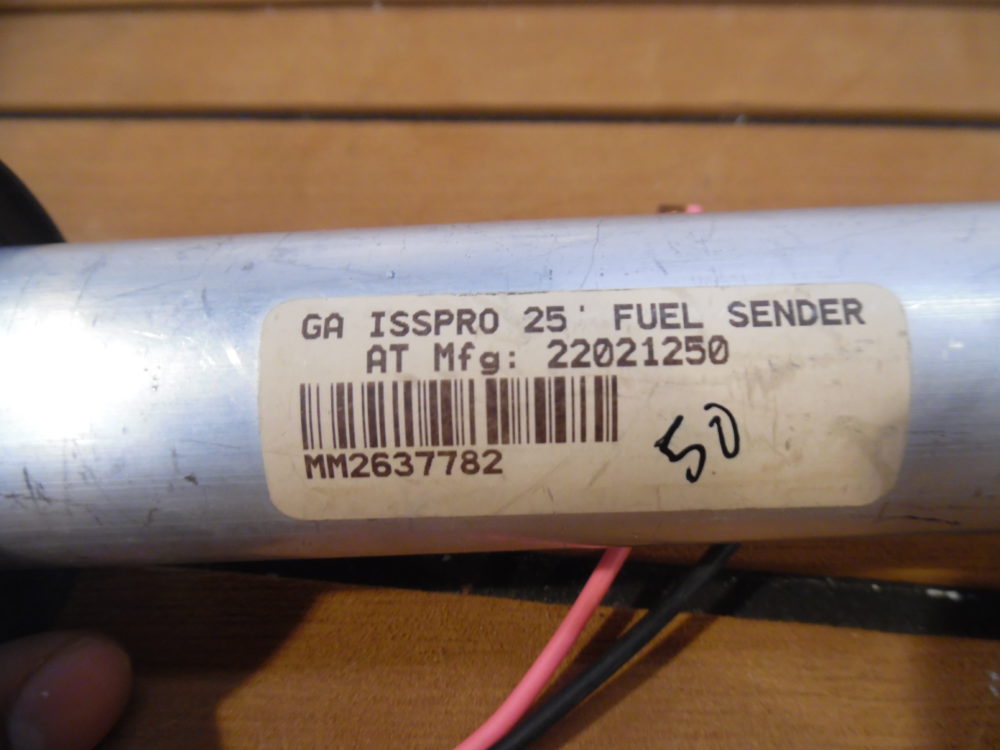 GA ISSPRO 25' FUEL SENDER
AT Mfg: 22021250
MM2637782
50